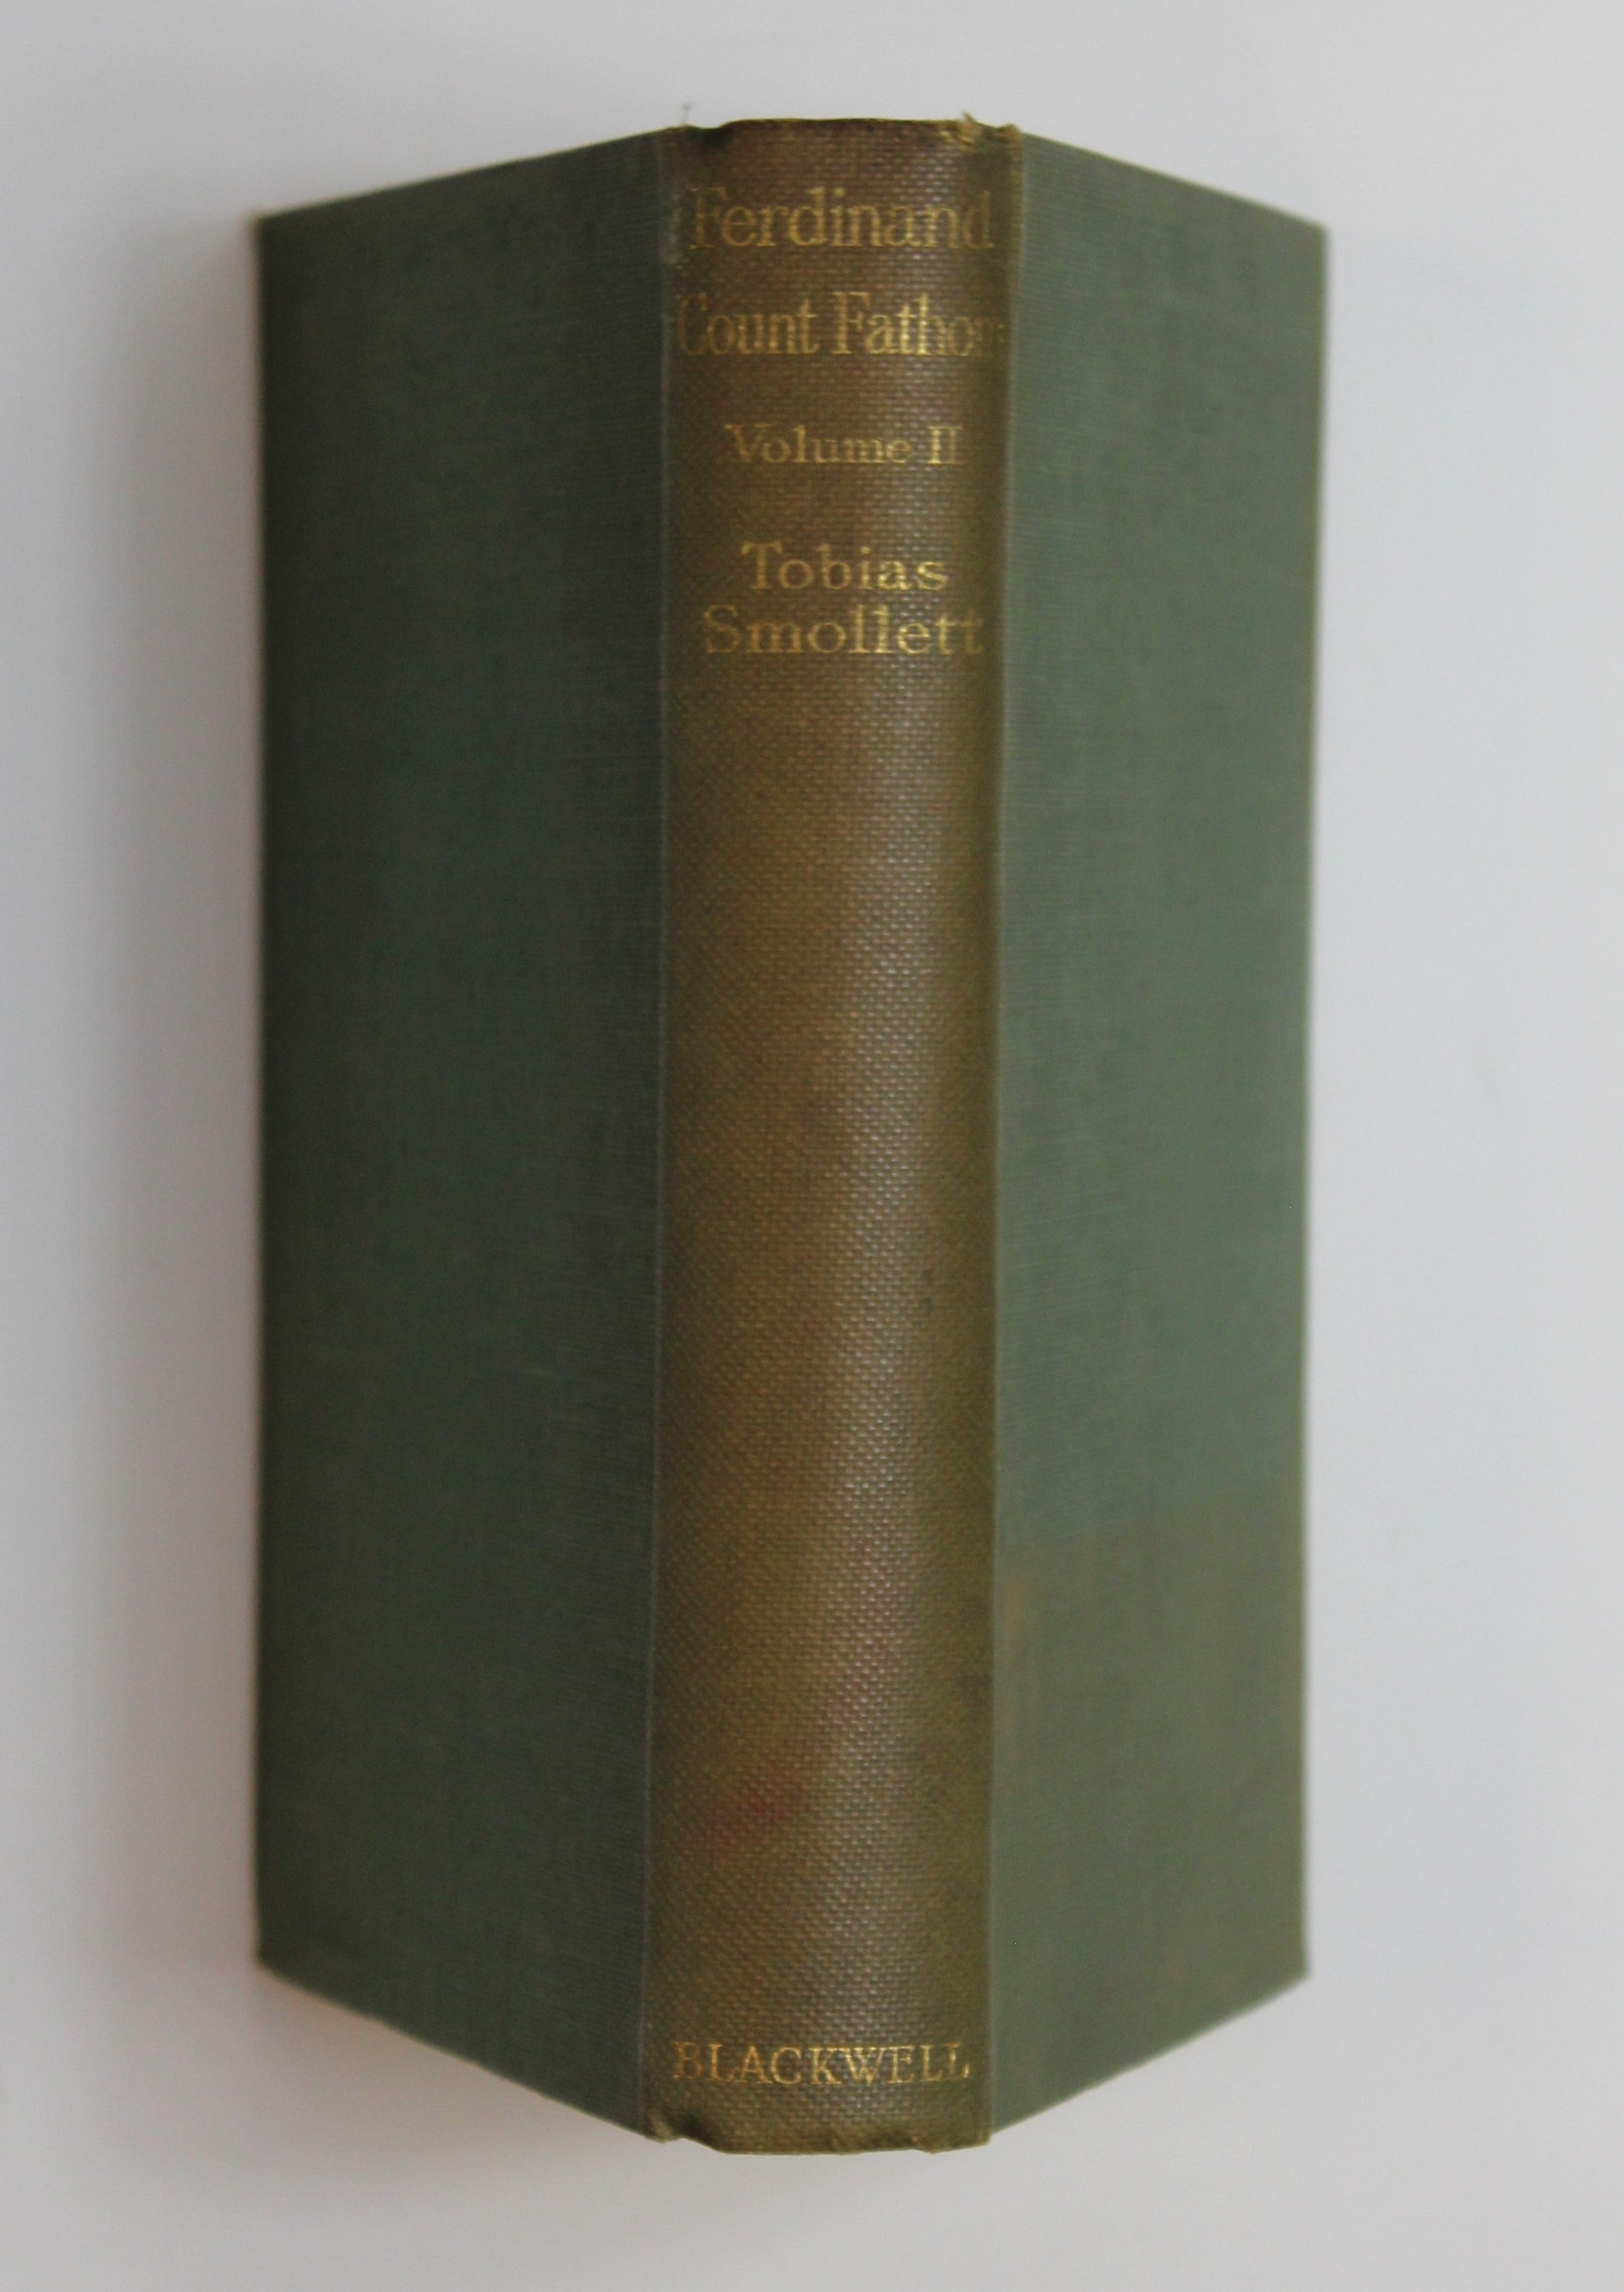 Ferdinand
Count Fathom
Volume II
Tobias
Smollett
BLACKWELL